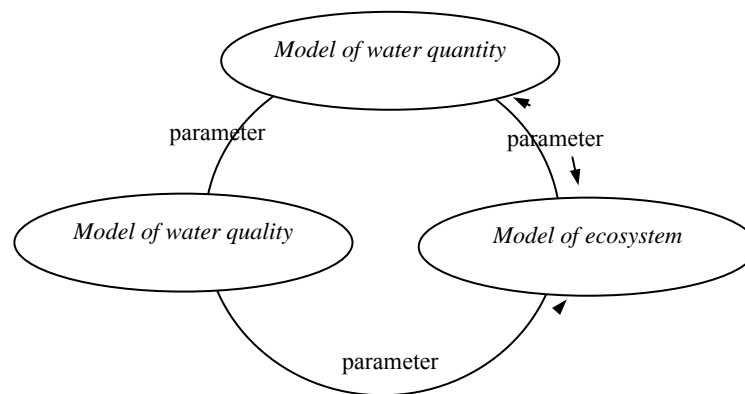 Model of water quantity
parameter
parameter
Model of water quality
Model of ecosystem
parameter